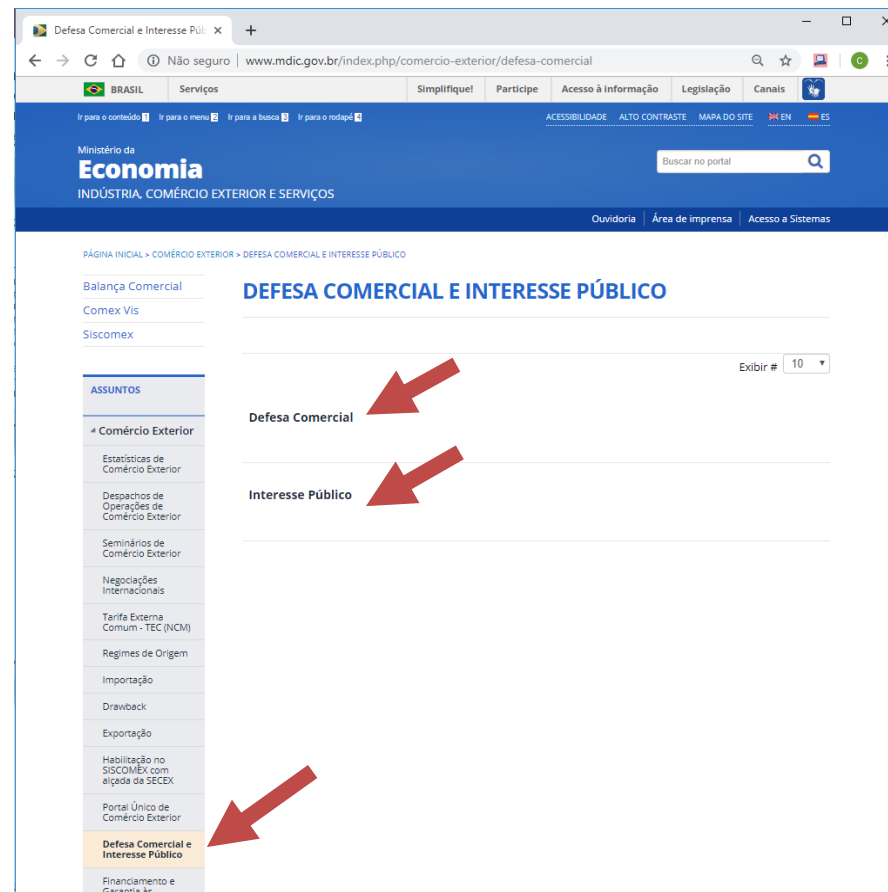 Defesa Comercial e Interesse Púb
Não seguro | www.mdic.gov.br/index.php/comercio-exterior/defesa-comercial
C
BRASIL Serviços Simplifique! Participe Acesso à informação Legislação Canais
Ir para o conteúdo 1 Ir para o menu 2 Ir para a busca 3 Ir para o rodapé 4 ACESSIBILIDADE ALTO CONTRASTE MAPA DO SITE EN ES
Ministério da
Economia
INDÚSTRIA, COMÉRCIO EXTERIOR E SERVIÇOS
Buscar no portal
Ouvidoria Área de imprensa Acesso a Sistemas
PÁGINA INICIAL > COMÉRCIO EXTERIOR > DEFESA COMERCIAL E INTERESSE PÚBLICO
Balança Comercial
Comex Vis
Siscomex
DEFESA COMERCIAL E INTERESSE PÚBLICO
Exibir # 10
Defesa Comercial
Interesse Público
ASSUNTOS
Comércio Exterior
Estatísticas de
Comércio Exterior
Despachos de
Operações de
Comércio Exterior
Seminários de
Comércio Exterior
Negociações
Internacionais
Tarifa Externa
Comum - TEC (NCM)
Regimes de Origem
Importação
Drawback
Exportação
Habilitação no
SISCOMEX com
alçada da SECEX
Portal Único de
Comércio Exterior
Defesa Comercial e
Interesse Público
Financiamento e
Garantia às